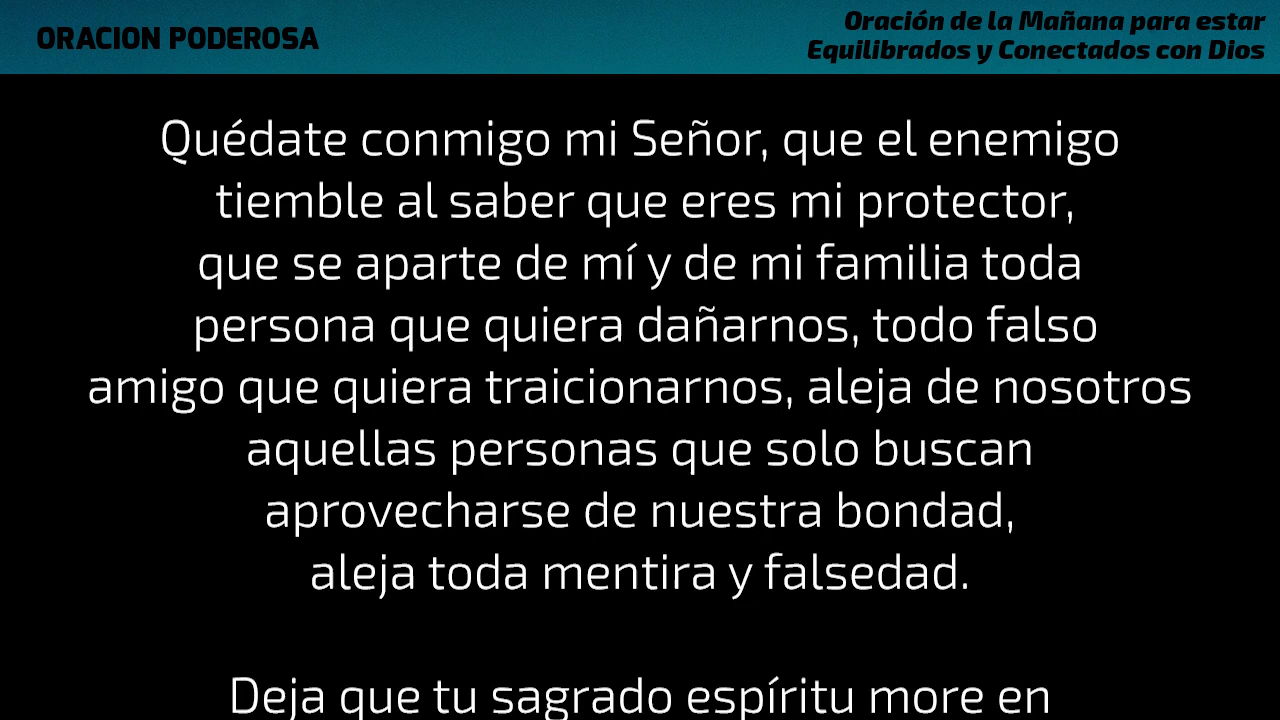 ORACION PODEROSA
Oración de la Mañana para estar
Equilibrados y Conectados con Dios
Quédate conmigo mi Señor, que el enemigo
tiemble al saber que eres mi protector,
que se aparte de mí y de mi familia toda
persona que quiera dañarnos, todo falso
amigo que quiera traicionarnos, aleja de nosotros
aquellas personas que solo buscan
aprovecharse de nuestra bondad,
aleja toda mentira y falsedad.
Deja que tu sagrado espíritu more en